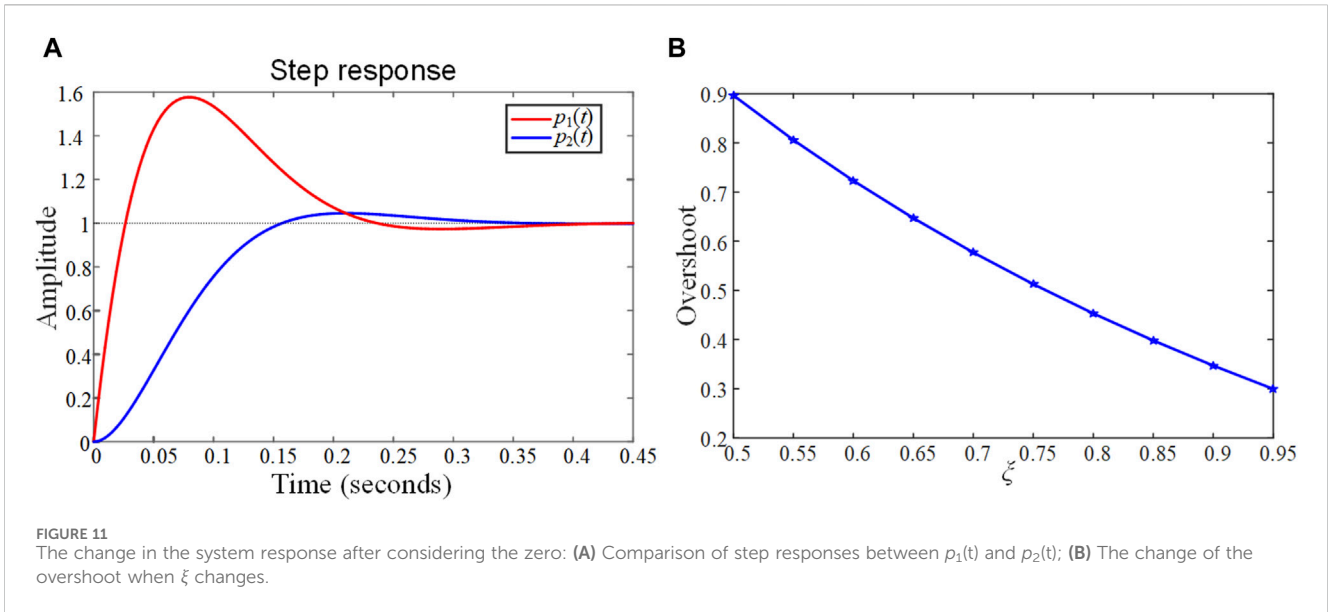 A
Step response
1.6
1.4
1.2
1
0.8
0.6
0.4
0.2
0
Amplitude
p1(t)
p2(t)
0 0.05 0.1 0.15 0.2 0.25 0.3 0.35 0.4 0.45
Time (seconds)
B
0.9
0.8
0.7
0.6
0.5
0.4
0.3
0.2
Overshoot
0.5 0.55 0.6 0.65 0.7 0.75 0.8 0.85 0.9 0.95
ξ
FIGURE 11
The change in the system response after considering the zero: (A) Comparison of step responses between p1(t) and p2(t); (B) The change of the
overshoot when ξ changes.